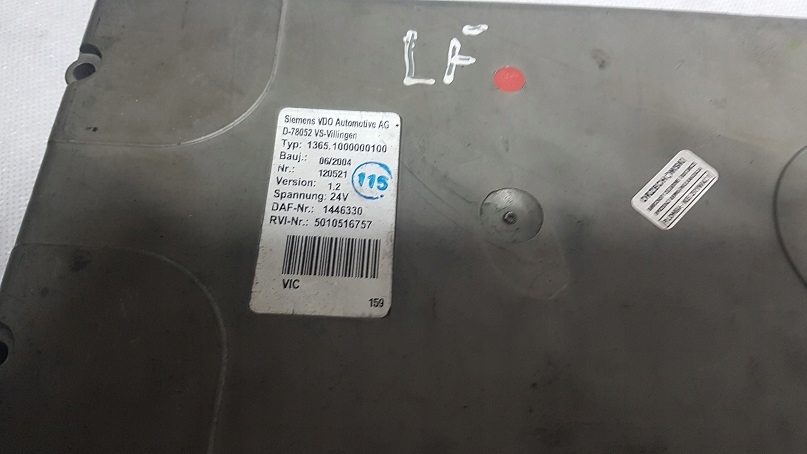 LF
Siemens VDO Automotive AG
D-78052 VS-Villingen
Typ: 1365.1000000100
Bauj.: 06/2004
Nr.: 120521
115
Version: 1.2
Spannung: 24V
DAF-Nr.: 1446330
RVI-Nr.: 5010516757
VIC
159